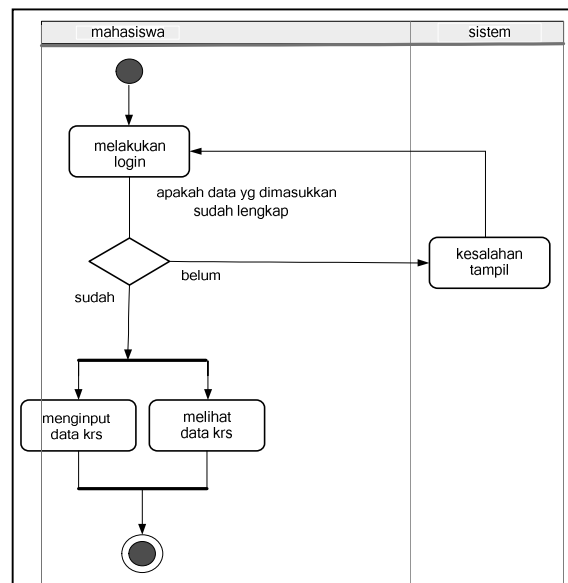 mahasiswa
sistem
melakukan
login
apakah data yg dimasukkan
sudah lengkap
kesalahan
tampil
belum
sudah
menginput
data krs
melihat
data krs